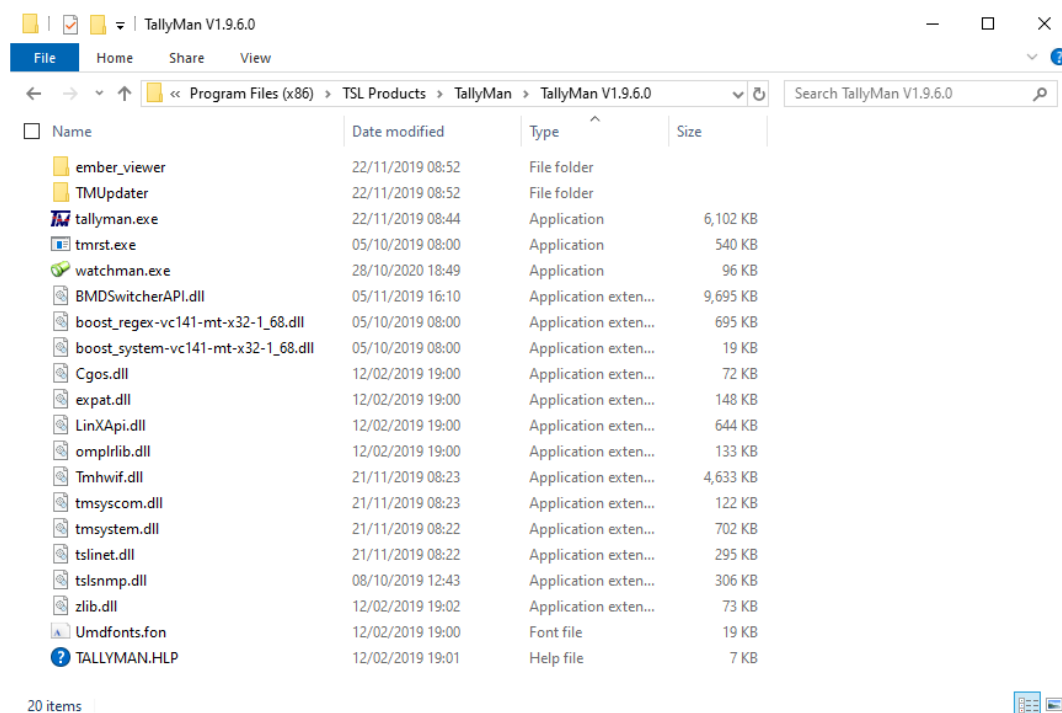 TallyMan V1.9.6.0
File Home Share View
« Program Files (x86) › TSL Products › TallyMan › TallyMan V1.9.6.0 Search TallyMan V1.9.6.0
Name Date modified Type Size
ember_viewer 22/11/2019 08:52 File folder
TMUpdater 22/11/2019 08:52 File folder
tallyman.exe 22/11/2019 08:44 Application 6,102 KB
tmrst.exe 05/10/2019 08:00 Application 540 KB
watchman.exe 28/10/2020 18:49 Application 96 KB
BMDSwitcherAPI.dll 05/11/2019 16:10 Application exten... 9,695 KB
boost_regex-vc141-mt-x32-1_68.dll 05/10/2019 08:00 Application exten... 695 KB
boost_system-vc141-mt-x32-1_68.dll 05/10/2019 08:00 Application exten... 19 KB
Cgos.dll 12/02/2019 19:00 Application exten... 72 KB
expat.dll 12/02/2019 19:00 Application exten... 148 KB
LinXApi.dll 12/02/2019 19:00 Application exten... 644 KB
omplrlib.dll 12/02/2019 19:00 Application exten... 133 KB
Tmhwif.dll 21/11/2019 08:23 Application exten... 4,633 KB
tmsyscom.dll 21/11/2019 08:23 Application exten... 122 KB
tmsystem.dll 21/11/2019 08:22 Application exten... 702 KB
tslinet.dll 21/11/2019 08:22 Application exten... 295 KB
tslsnmp.dll 08/10/2019 12:43 Application exten... 306 KB
zlib.dll 12/02/2019 19:02 Application exten... 73 KB
Umdfonts.fon 12/02/2019 19:00 Font file 19 KB
TALLYMAN.HLP 12/02/2019 19:01 Help file 7 KB
20 items